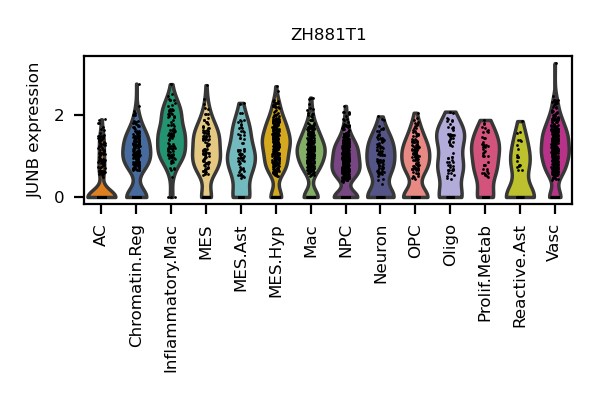 ZH881T1
JUNB expression
2
0
AC
Chromatin.Reg
Inflammatory.Mac
MES
MES.Ast
MES.Hyp
Mac
NPC
Neuron
OPC
Oligo
Prolif.Metab
Reactive.Ast
Vasc